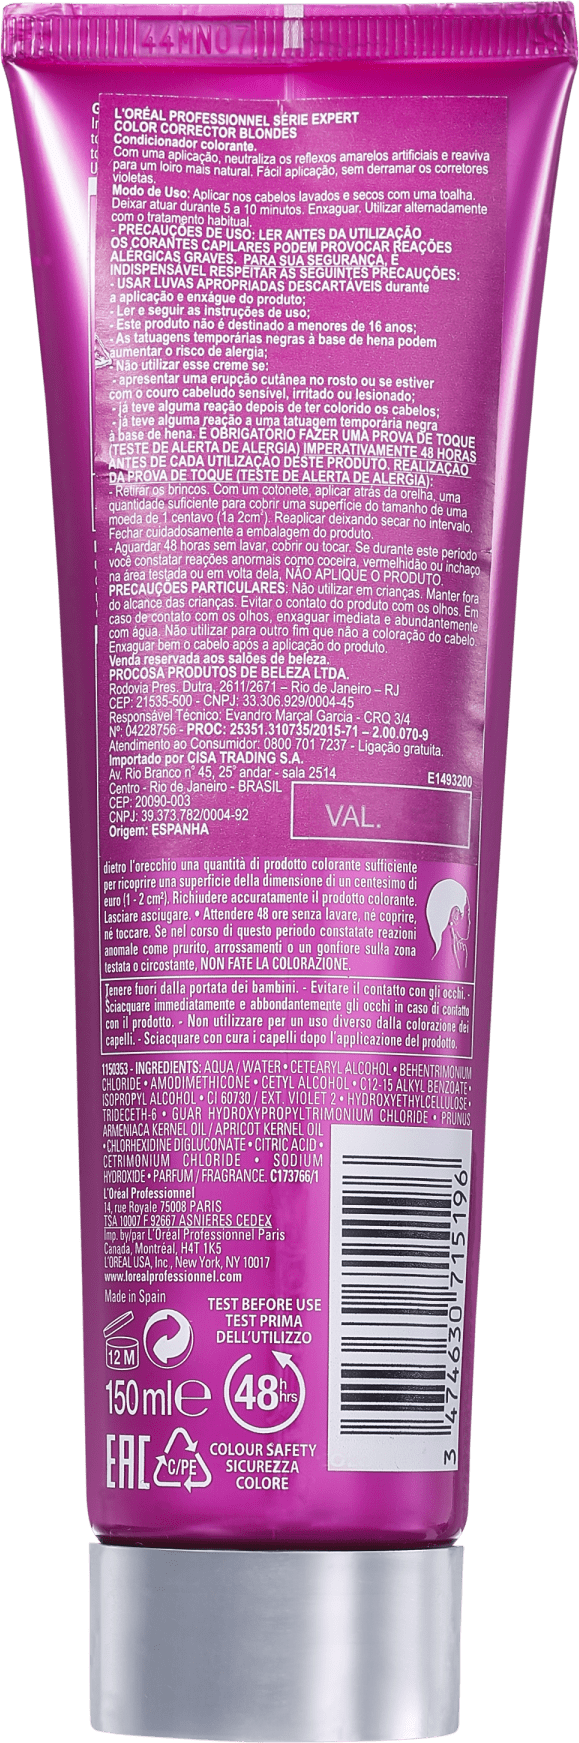 44MN07
L'ORÉAL PROFESSIONNEL SÉRIE EXPERT
COLOR CORRECTOR BLONDES
Condicionador colorante.
Com uma aplicação, neutraliza os reflexos amarelos artificiais e reaviva
para um loiro mais natural. Fácil aplicação, sem derramar os corretores
violetas.
Modo de Uso: Aplicar nos cabelos lavados e secos com uma toalha.
Deixar atuar durante 5 a 10 minutos. Enxaguar. Utilizar alternadamente
com o tratamento habitual.
- PRECAUÇÕES DE USO: LER ANTES DA UTILIZAÇÃO
OS CORANTES CAPILARES PODEM PROVOCAR REAÇÕES
ALÉRGICAS GRAVES. PARA SUA SEGURANÇA, É
INDISPENSÁVEL RESPEITAR AS SEGUINTES PRECAUÇÕES:
- USAR LUVAS APROPRIADAS DESCARTÁVEIS durante
a aplicação e enxágue do produto;
- Ler e seguir as instruções de uso;
- Este produto não é destinado a menores de 16 anos;
- As tatuagens temporárias negras à base de hena podem
aumentar o risco de alergia;
- Não utilizar esse creme se:
- apresentar uma erupção cutânea no rosto ou se estiver
com o couro cabeludo sensível, irritado ou lesionado;
- já teve alguma reação depois de ter colorido os cabelos;
- já teve alguma reação a uma tatuagem temporária negra
à base de hena. É OBRIGATÓRIO FAZER UMA PROVA DE TOQUE
(TESTE DE ALERTA DE ALERGIA) IMPERATIVAMENTE 48 HORAS
ANTES DE CADA UTILIZAÇÃO DESTE PRODUTO. REALIZAÇÃO
DA PROVA DE TOQUE (TESTE DE ALERTA DE ALERGIA):
- Retirar os brincos. Com um cotonete, aplicar atrás da orelha, uma
quantidade suficiente para cobrir uma superfície do tamanho de uma
moeda de 1 centavo (1a 2cm²). Reaplicar deixando secar no intervalo.
Fechar cuidadosamente a embalagem do produto.
- Aguardar 48 horas sem lavar, cobrir ou tocar. Se durante este período
você constatar reações anormais como coceira, vermelhidão ou inchaço
na área testada ou em volta dela, NÃO APLIQUE O PRODUTO.
PRECAUÇÕES PARTICULARES: Não utilizar em crianças. Manter fora
do alcance das crianças. Evitar o contato do produto com os olhos. Em
caso de contato com os olhos, enxaguar imediata e abundantemente
com água. Não utilizar para outro fim que não a coloração do cabelo.
Enxaguar bem o cabelo após a aplicação do produto.
Venda reservada aos salões de beleza.
PROCOSA PRODUTOS DE BELEZA LTDA.
Rodovia Pres. Dutra, 2611/2671 – Rio de Janeiro – RJ
CEP: 21535-500 - CNPJ: 33.306.929/0004-45
Responsável Técnico: Evandro Marçal Garcia - CRQ 3/4
Nº: 04228756 - PROC: 25351.310735/2015-71 – 2.00.070-9
Atendimento ao Consumidor: 0800 701 7237 - Ligação gratuita.
Importado por CISA TRADING S.A.
Av. Rio Branco nº 45, 25º andar - sala 2514
Centro - Rio de Janeiro - BRASIL
CEP: 20090-003
CNPJ: 39.373.782/0004-92
Origem: ESPANHA
E1493200
VAL.
dietro l'orecchio una quantità di prodotto colorante sufficiente
per ricoprire una superficie della dimensione di un centesimo di
euro (1 - 2 cm²). Richiudere accuratamente il prodotto colorante.
Lasciare asciugare. • Attendere 48 ore senza lavare, né coprire,
né toccare. Se nel corso di questo periodo constatate reazioni
anomale come prurito, arrossamenti o un gonfiore sulla zona
testata o circostante, NON FATE LA COLORAZIONE.
Tenere fuori dalla portata dei bambini. - Evitare il contatto con gli occhi. -
Sciacquare immediatamente e abbondantemente gli occhi in caso di contatto
con il prodotto. - Non utilizzare per un uso diverso dalla colorazione dei
capelli. - Sciacquare con cura i capelli dopo l'applicazione del prodotto.
1150353 - INGREDIENTS: AQUA / WATER • CETEARYL ALCOHOL • BEHENTRIMONIUM
CHLORIDE • AMODIMETHICONE • CETYL ALCOHOL • C12-15 ALKYL BENZOATE •
ISOPROPYL ALCOHOL • CI 60730 / EXT. VIOLET 2 • HYDROXYETHYLCELLULOSE •
TRIDECETH-6 • GUAR HYDROXYPROPYLTRIMONIUM CHLORIDE • PRUNUS
ARMENIACA KERNEL OIL / APRICOT KERNEL OIL
• CHLORHEXIDINE DIGLUCONATE • CITRIC ACID •
CETRIMONIUM CHLORIDE • SODIUM
HYDROXIDE • PARFUM / FRAGRANCE. C173766/1
L'Oréal Professionnel
14, rue Royale 75008 PARIS
TSA 10007 F 92667 ASNIERES CEDEX
Imp. by/par L'Oréal Professionnel Paris
Canada, Montréal, H4T 1K5
L'OREAL USA, Inc., New York, NY 10017
www.lorealprofessionnel.com
Made in Spain
TEST BEFORE USE
TEST PRIMA
DELL'UTILIZZO
12 M
150 ml e
48 h
hrs
EAC
C/PE
COLOUR SAFETY
SICUREZZA
COLORE
3 474630 715196